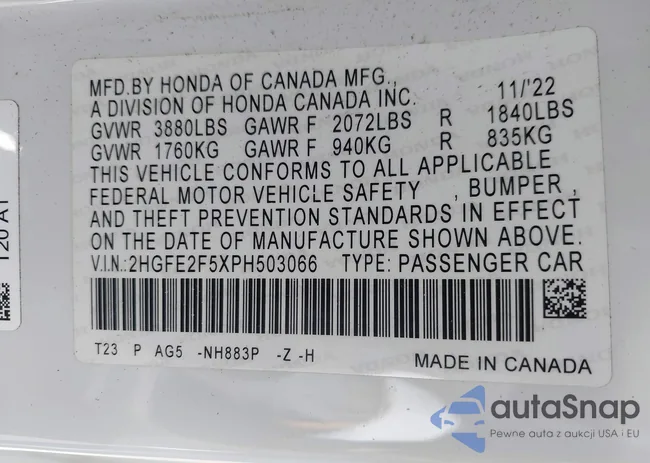 MFD.BY HONDA OF CANADA MFG.,
A DIVISION OF HONDA CANADA INC. 11/'22
GVWR 3880LBS GAWR F 2072LBS R 1840LBS
GVWR 1760KG GAWR F 940KG R 835KG
THIS VEHICLE CONFORMS TO ALL APPLICABLE
FEDERAL MOTOR VEHICLE SAFETY , BUMPER ,
AND THEFT PREVENTION STANDARDS IN EFFECT
ON THE DATE OF MANUFACTURE SHOWN ABOVE.
V.I.N.:2HGFE2F5XPH503066 TYPE: PASSENGER CAR
T23 P AG5 -NH883P -Z -H
MADE IN CANADA
autaSnap
Pewne auta z aukcji USA i EU